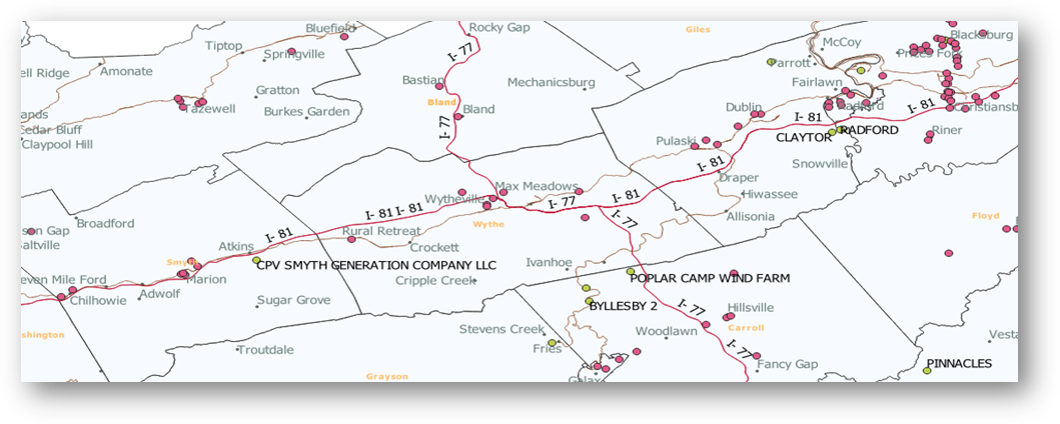 Rocky Gap
Bluefield
Giles
Blacksburg
Tiptop
I- 77
McCoy
Springville
Prices Fork
ell Ridge
Amonate
Parrott
Bastian
Mechanicsburg
Fairlawn
Gratton
Bland
Tazewell
Bland
Dublin
Radford
I- 81
Christiansb
ands
Burkes Garden
I- 81
Cedar Bluff
I- 77
CLAYTOR
RADFORD
Riner
Claypool Hill
Pulaski
I- 81
Snowville
Draper
Max Meadows
Hiwassee
Wytheville
I- 81
I- 77
I- 81 I- 81
Allisonia
Floyd
Broadford
I- 77
Wythe
son Gap
Rural Retreat
I- 81
Saltville
Atkins
Crockett
Smyth
Ivanhoe
CPV SMYTH GENERATION COMPANY LLC
even Mile Ford
Marion
Cripple Creek
POPLAR CAMP WIND FARM
Adwolf
Chilhowie
Sugar Grove
BYLLESBY 2
I- 77
Hillsville
Stevens Creek
Woodlawn
Carroll
shington
Vesta
Troutdale
Fries
I- 77
Fancy Gap
PINNACLES
Grayson
Galax